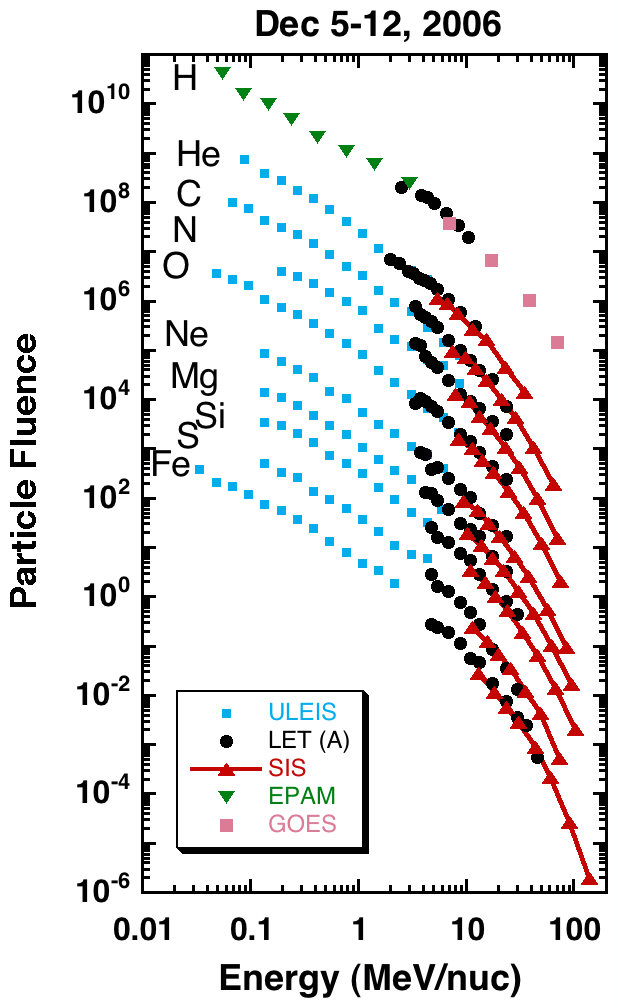 Dec 5-12, 2006
H
He
C
N
O
Ne
Mg
Si
S
Fe
10^10
10^8
10^6
10^4
10^2
10^0
10^-2
10^-4
10^-6
Particle Fluence
ULEIS
LET (A)
SIS
EPAM
GOES
0.01 0.1 1 10 100
Energy (MeV/nuc)